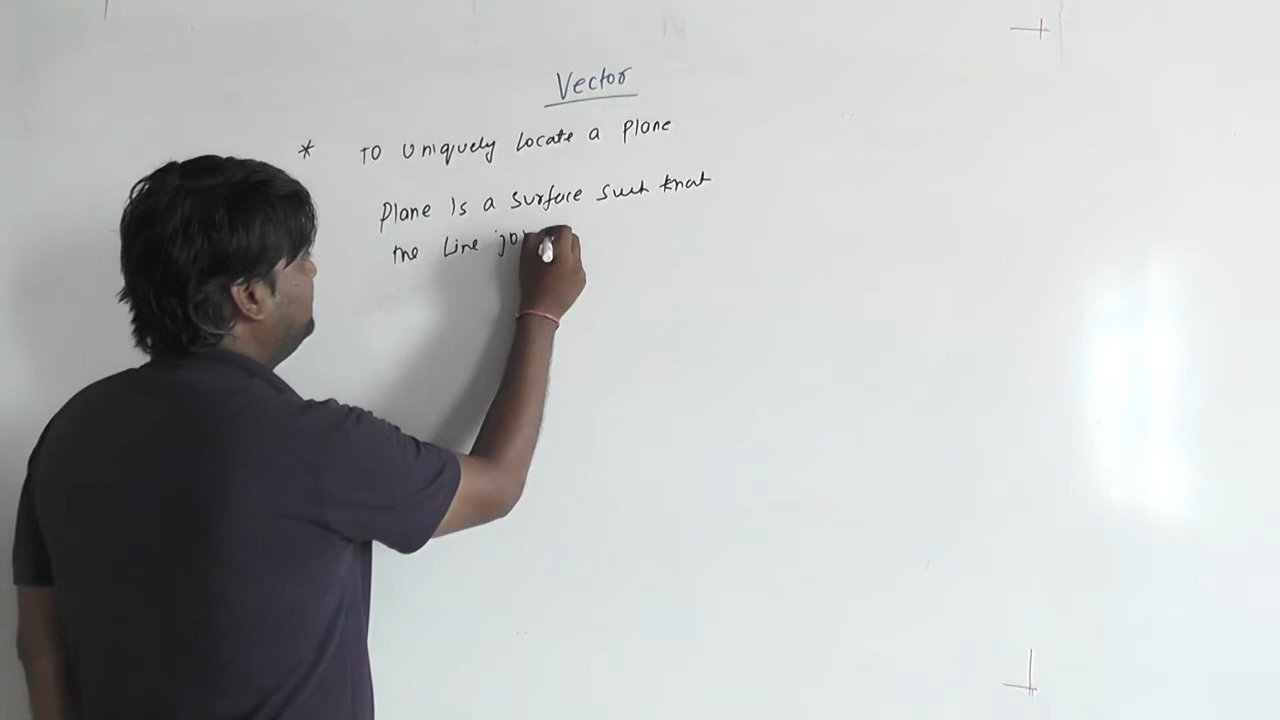 Vector
* To uniquely locate a plane
Plane is a surface such that
the Line jo